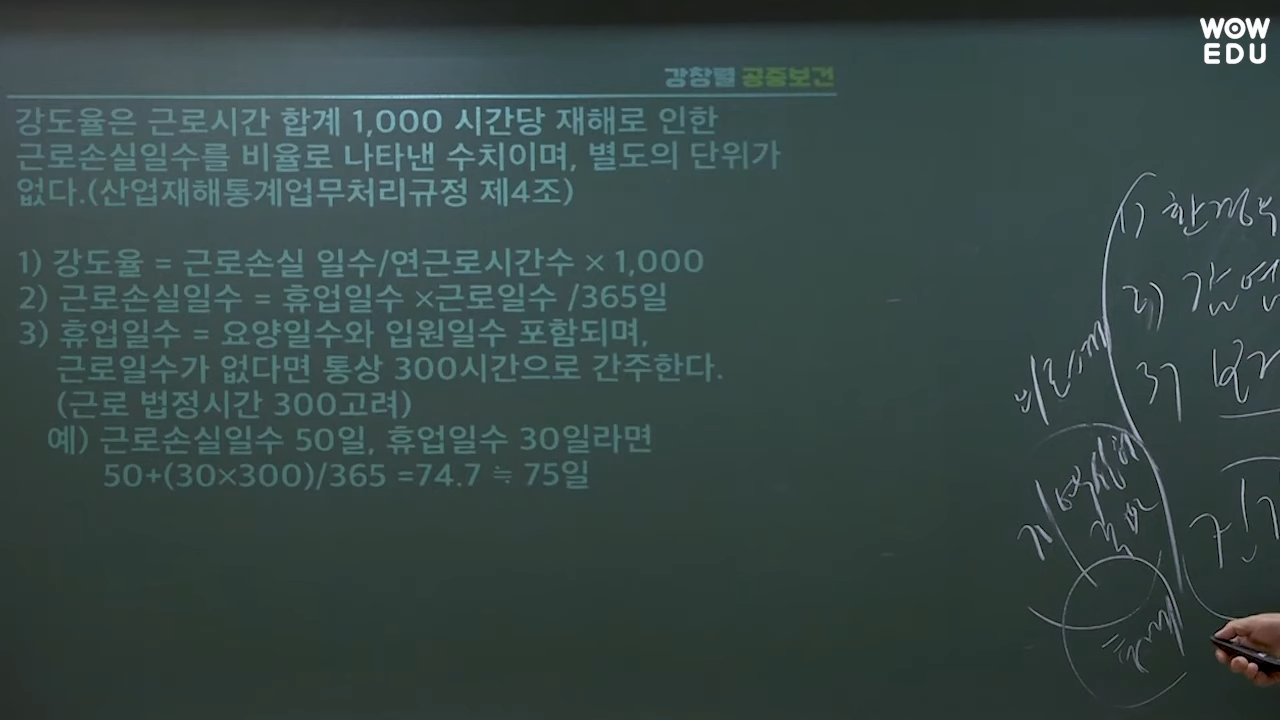 WOW
EDU
강창렬 공중보건
강도율은 근로시간 합계 1,000 시간당 재해로 인한
근로손실일수를 비율로 나타낸 수치이며, 별도의 단위가
없다.(산업재해통계업무처리규정 제4조)
1) 강도율 = 근로손실 일수/연근로시간수 × 1,000
2) 근로손실일수 = 휴업일수 ×근로일수 /365일
3) 휴업일수 = 요양일수와 입원일수 포함되며,
근로일수가 없다면 통상 300시간으로 간주한다.
(근로 법정시간 300고려)
예) 근로손실일수 50일, 휴업일수 30일라면
50+(30×300)/365 =74.7 ≒ 75일
1) 환경부
2) 감염
3)